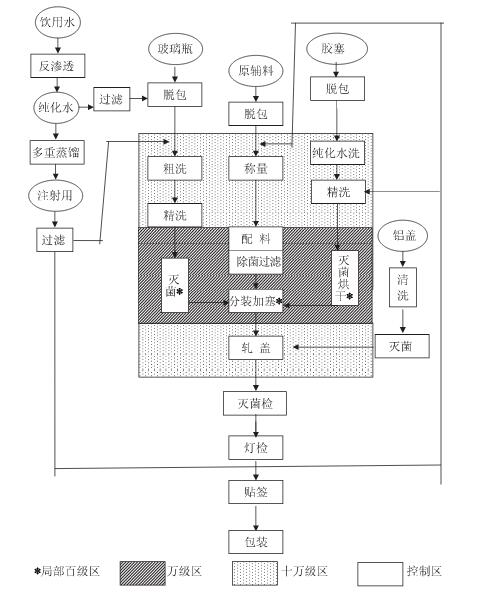 饮用水
反渗透
纯化水
过滤
多重蒸馏
注射用
过滤
玻璃瓶
脱包
粗洗
精洗
灭
菌✱
原辅料
脱包
称量
配 料
除菌过滤
分装加塞✱
轧 盖
灭菌检
灯检
贴签
包装
胶塞
脱包
纯化水洗
精洗
灭
菌
烘
干✱
铝盖
清
洗
灭菌
✱局部百级区
万级区
十万级区
控制区